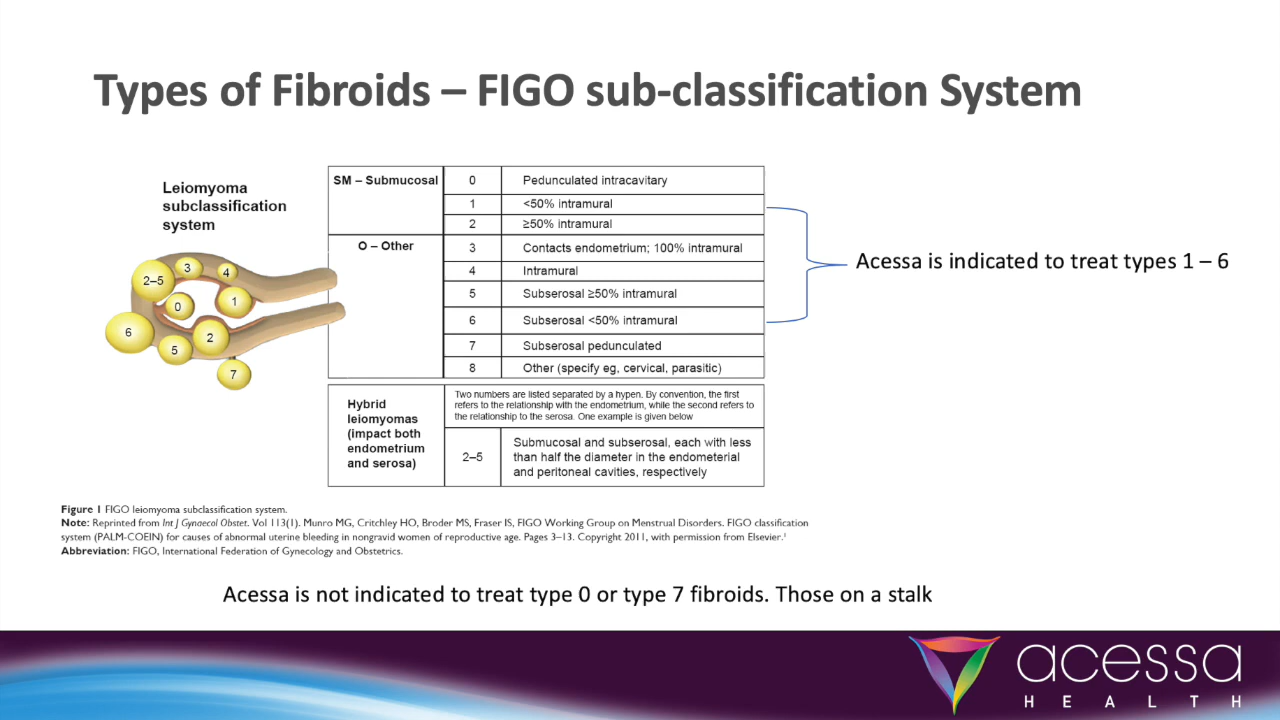 Types of Fibroids – FIGO sub-classification System
Leiomyoma
subclassification
system
2–5
3
4
0
1
6
2
5
7
SM – Submucosal
0
Pedunculated intracavitary
1
<50% intramural
2
≥50% intramural
O – Other
3
Contacts endometrium; 100% intramural
4
Intramural
5
Subserosal ≥50% intramural
6
Subserosal <50% intramural
7
Subserosal pedunculated
8
Other (specify eg, cervical, parasitic)
Hybrid
leiomyomas
(impact both
endometrium
and serosa)
Two numbers are listed separated by a hypen. By convention, the first
refers to the relationship with the endometrium, while the second refers to
the relationship to the serosa. One example is given below
2–5
Submucosal and subserosal, each with less
than half the diameter in the endometerial
and peritoneal cavities, respectively
Acessa is indicated to treat types 1 – 6
Figure 1 FIGO leiomyoma subclassification system.
Note: Reprinted from Int J Gynaecol Obstet. Vol 113(1). Munro MG, Critchley HO, Broder MS, Fraser IS, FIGO Working Group on Menstrual Disorders. FIGO classification
system (PALM-COEIN) for causes of abnormal uterine bleeding in nongravid women of reproductive age. Pages 3–13. Copyright 2011, with permission from Elsevier.¹
Abbreviation: FIGO, International Federation of Gynecology and Obstetrics.
Acessa is not indicated to treat type 0 or type 7 fibroids. Those on a stalk
acessa
HEALTH